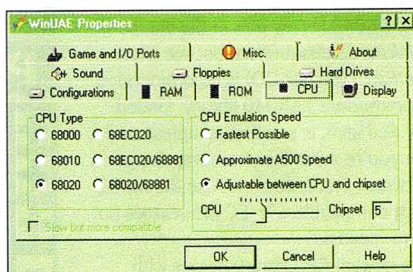 WinUAE Properties
Game and I/O Ports Misc. About
Sound Floppies Hard Drives
Configurations RAM ROM CPU Display
CPU Type
68000 68EC020
68010 68EC020/68881
68020 68020/68881
Slow but more compatible
CPU Emulation Speed
Fastest Possible
Approximate A500 Speed
Adjustable between CPU and chipset
CPU Chipset 5
OK Cancel Help